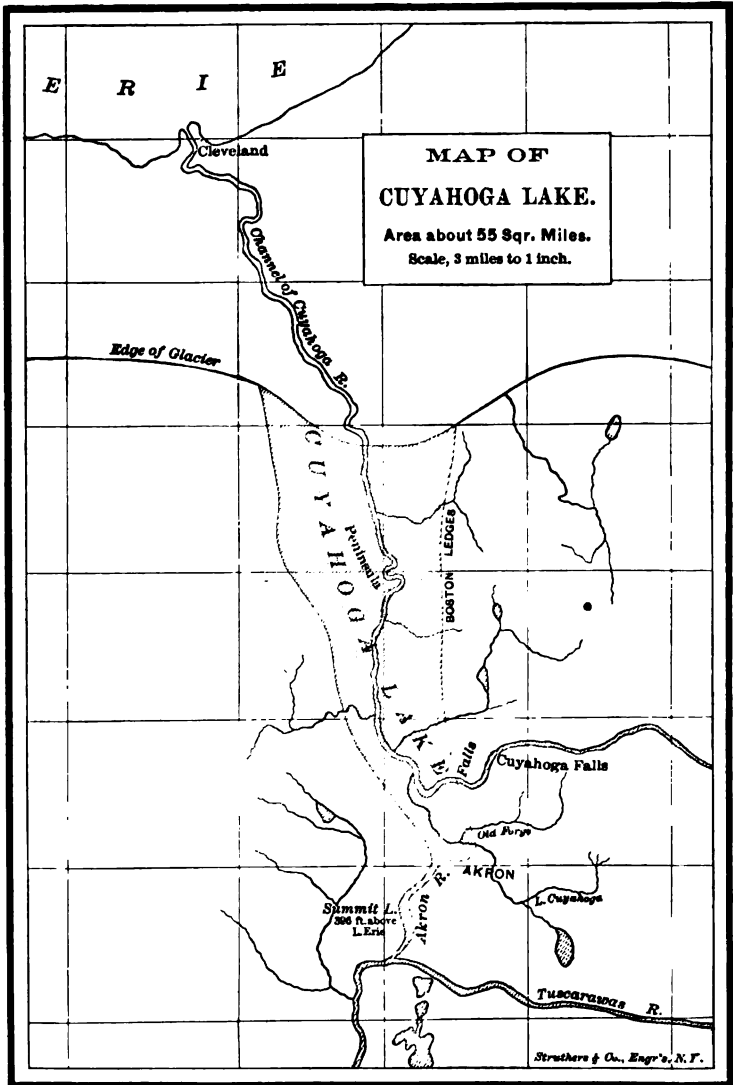 E R I E
Cleveland
MAP OF
CUYAHOGA LAKE.
Area about 55 Sqr. Miles.
Scale, 3 miles to 1 inch.
Channel of Cuyahoga R.
Edge of Glacier
CUYAHOGA LAKE
Peninsula
BOSTON LEDGES
Falls
Cuyahoga Falls
Old Forge
AKRON
L. Cuyahoga
Summit L.
396 ft. above
L. Erie
Akron R.
Tuscarawas R.
Struthers & Co., Engr's, N.Y.